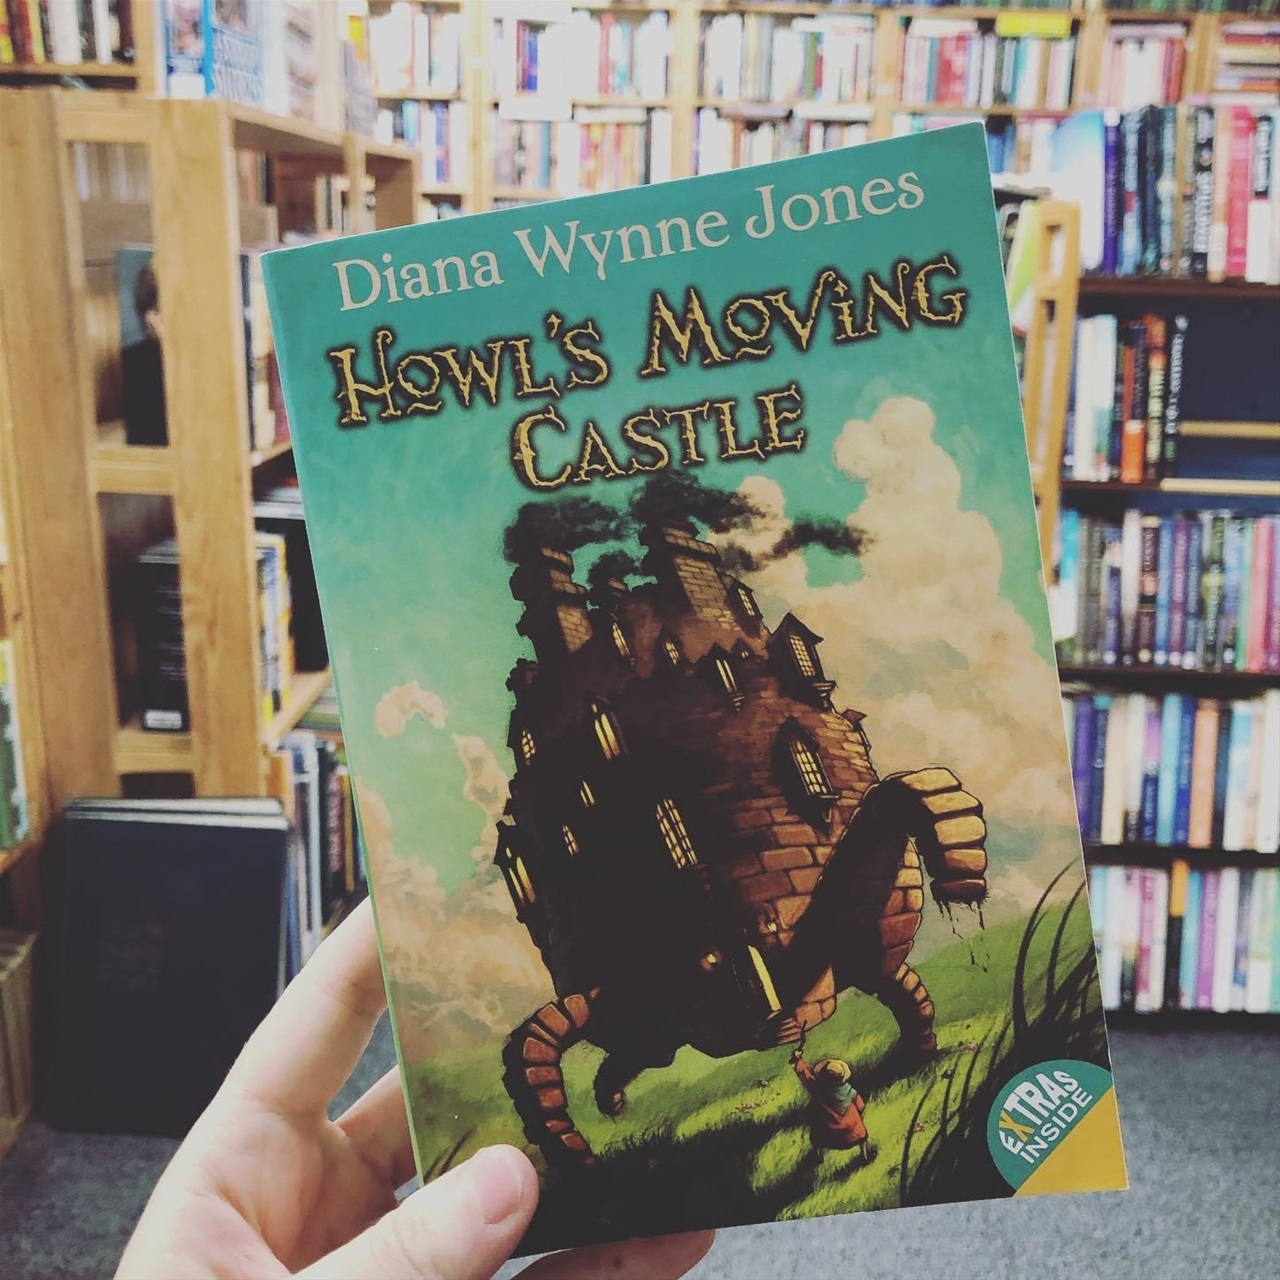 Diana Wynne Jones
HOWL'S MOVING
CASTLE
EXTRAS
INSIDE